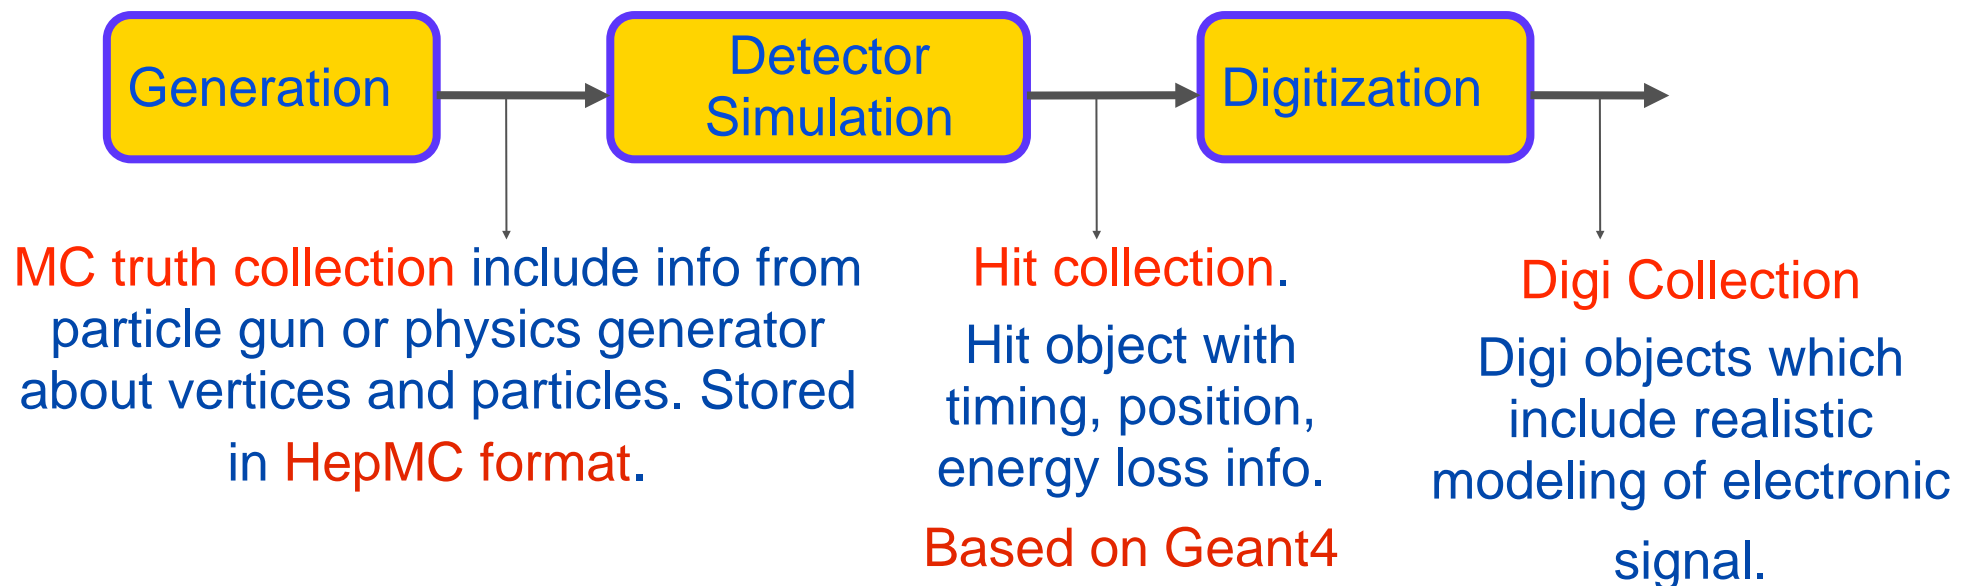 Generation
Detector
Simulation
Digitization
MC truth collection include info from
particle gun or physics generator
about vertices and particles. Stored
in HepMC format.
Hit collection.
Hit object with
timing, position,
energy loss info.
Based on Geant4
Digi Collection
Digi objects which
include realistic
modeling of electronic
signal.